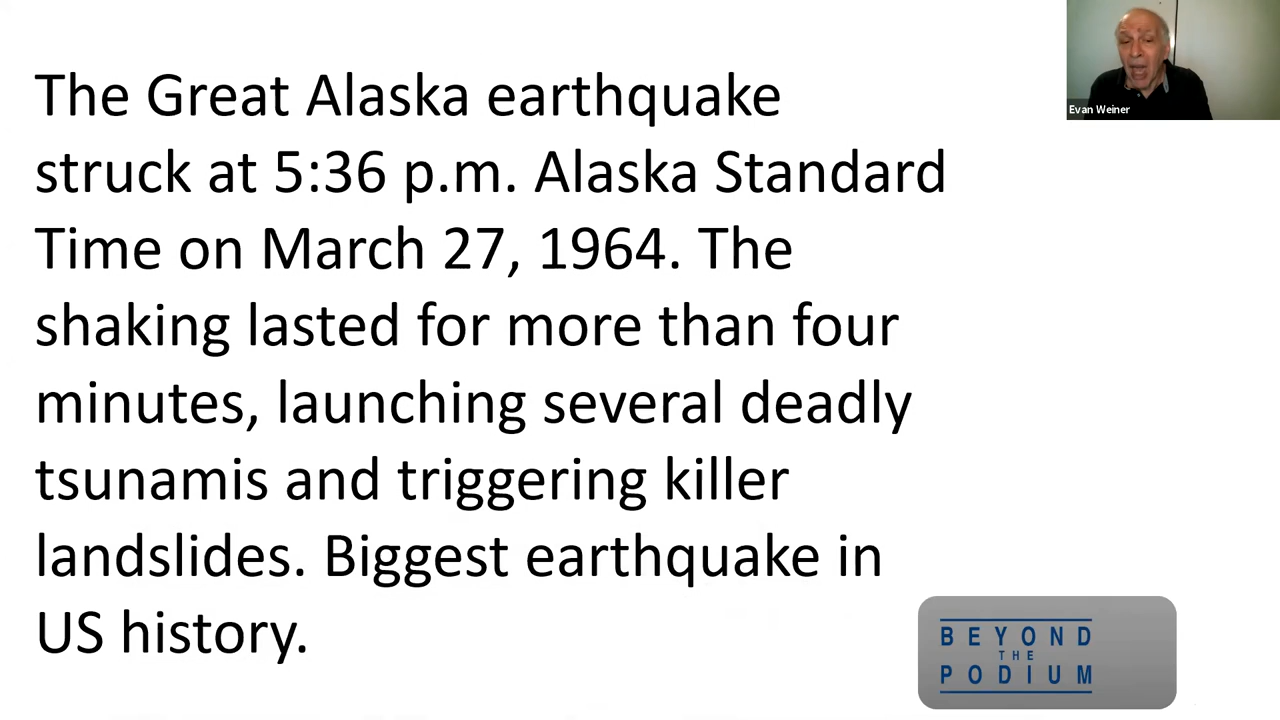 The Great Alaska earthquake
struck at 5:36 p.m. Alaska Standard
Time on March 27, 1964. The
shaking lasted for more than four
minutes, launching several deadly
tsunamis and triggering killer
landslides. Biggest earthquake in
US history.
Evan Weiner
BEYOND
THE
PODIUM